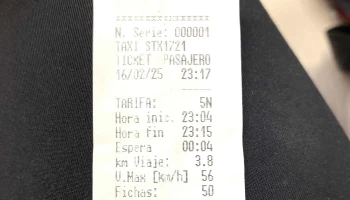 N. Serie: 000001
TAXI STX1721
TICKET PASAJERO
16/02/25 23:17
TARIFA: 5N
Hora inic. 23:04
Hora fin 23:15
Espera 00:04
km Viaje: 3.8
V.Max [km/h] 56
Fichas: 50